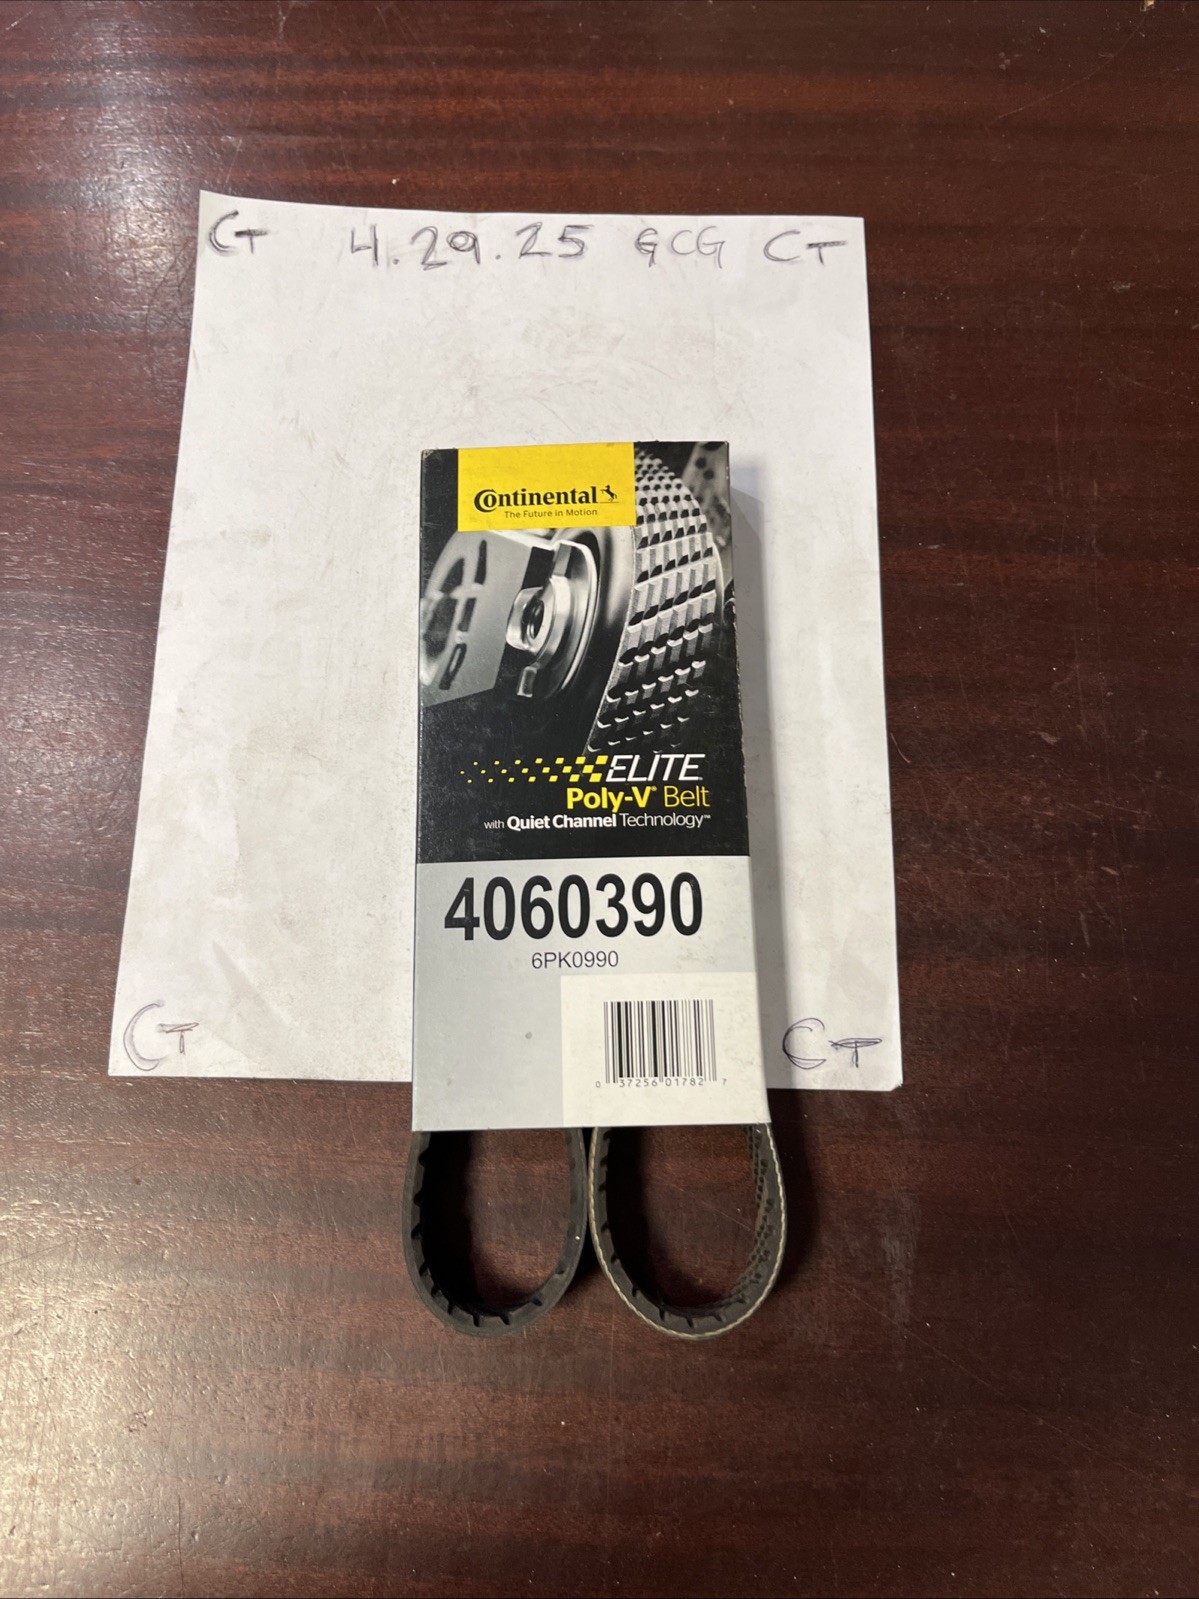 CT 4.29.25 GCG CT
Continental
The Future in Motion
ELITE
Poly-V® Belt
with Quiet Channel Technology™
4060390
6PK0990
0 37256 01782 7
CT CT